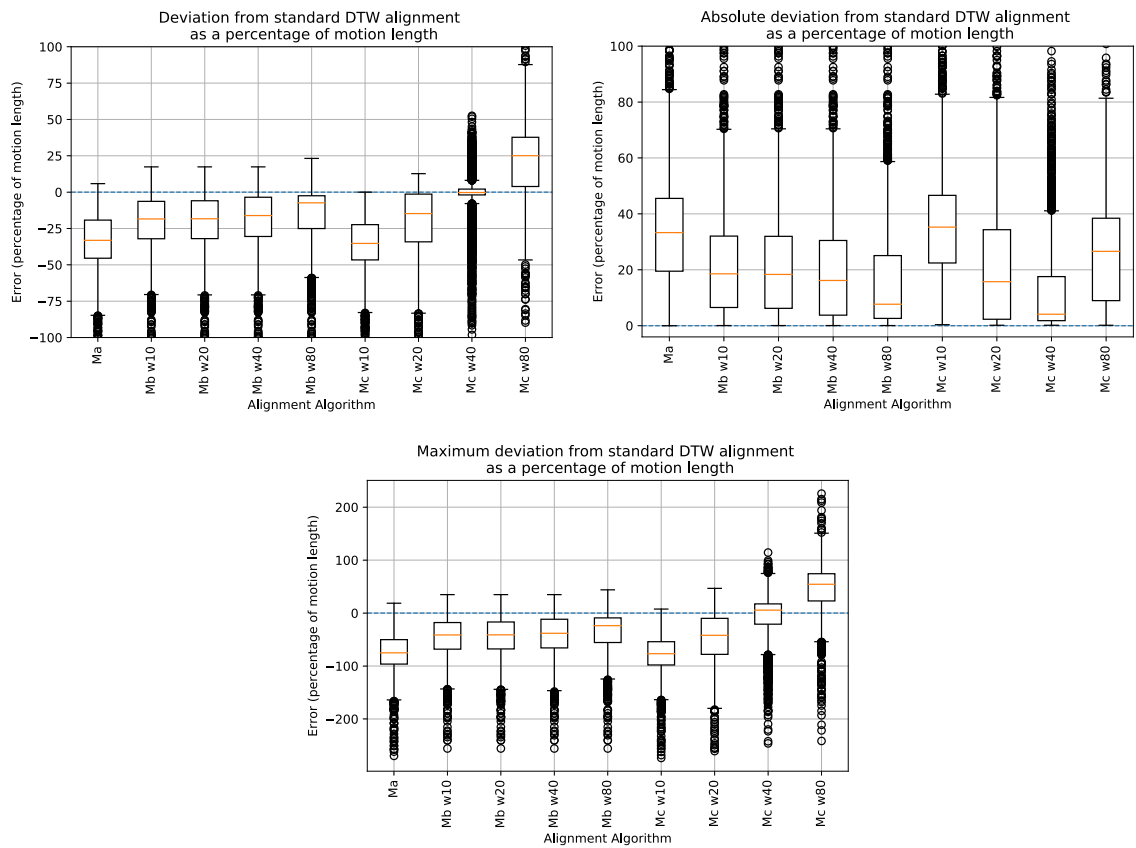 Deviation from standard DTW alignment
as a percentage of motion length
Error (percentage of motion length)
100
75
50
25
0
−25
−50
−75
−100
Ma
Mb w10
Mb w20
Mb w40
Mb w80
Mc w10
Mc w20
Mc w40
Mc w80
Alignment Algorithm
Absolute deviation from standard DTW alignment
as a percentage of motion length
Error (percentage of motion length)
100
80
60
40
20
0
Ma
Mb w10
Mb w20
Mb w40
Mb w80
Mc w10
Mc w20
Mc w40
Mc w80
Alignment Algorithm
Maximum deviation from standard DTW alignment
as a percentage of motion length
Error (percentage of motion length)
200
100
0
−100
−200
Ma
Mb w10
Mb w20
Mb w40
Mb w80
Mc w10
Mc w20
Mc w40
Mc w80
Alignment Algorithm